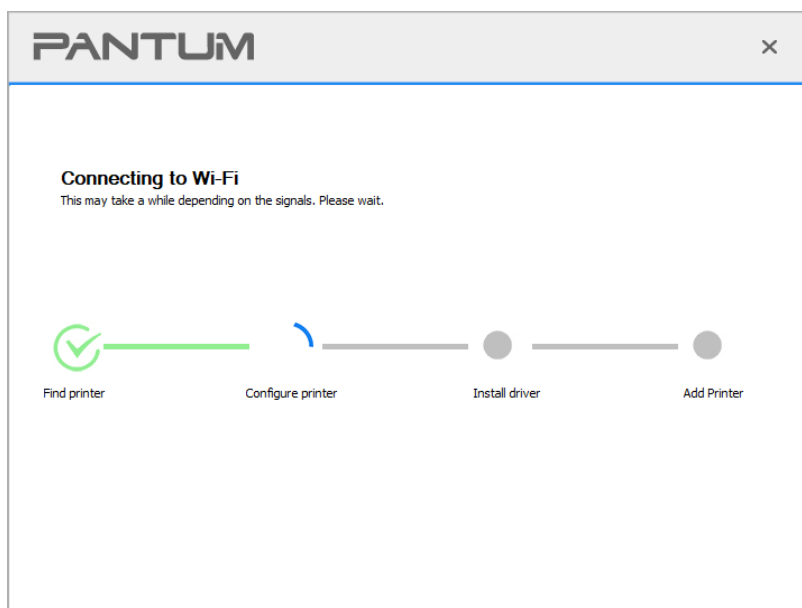 PANTUM
Connecting to Wi-Fi
This may take a while depending on the signals. Please wait.
Find printer
Configure printer
Install driver
Add Printer